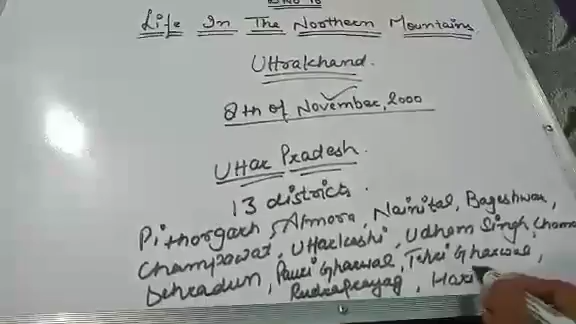 Life In The Noothern Mountains
Uttrakhand.
8th of November, 2000
Uttar Pradesh.
13 districts.
Pithorgarh, Almora, Nainital, Bageshwar,
Champawat, Uttarkashi, Udham Singh, Chamo
Dehradun, Pauri Gharwal, Tehri Gharwal,
Rudraprayag, Hari